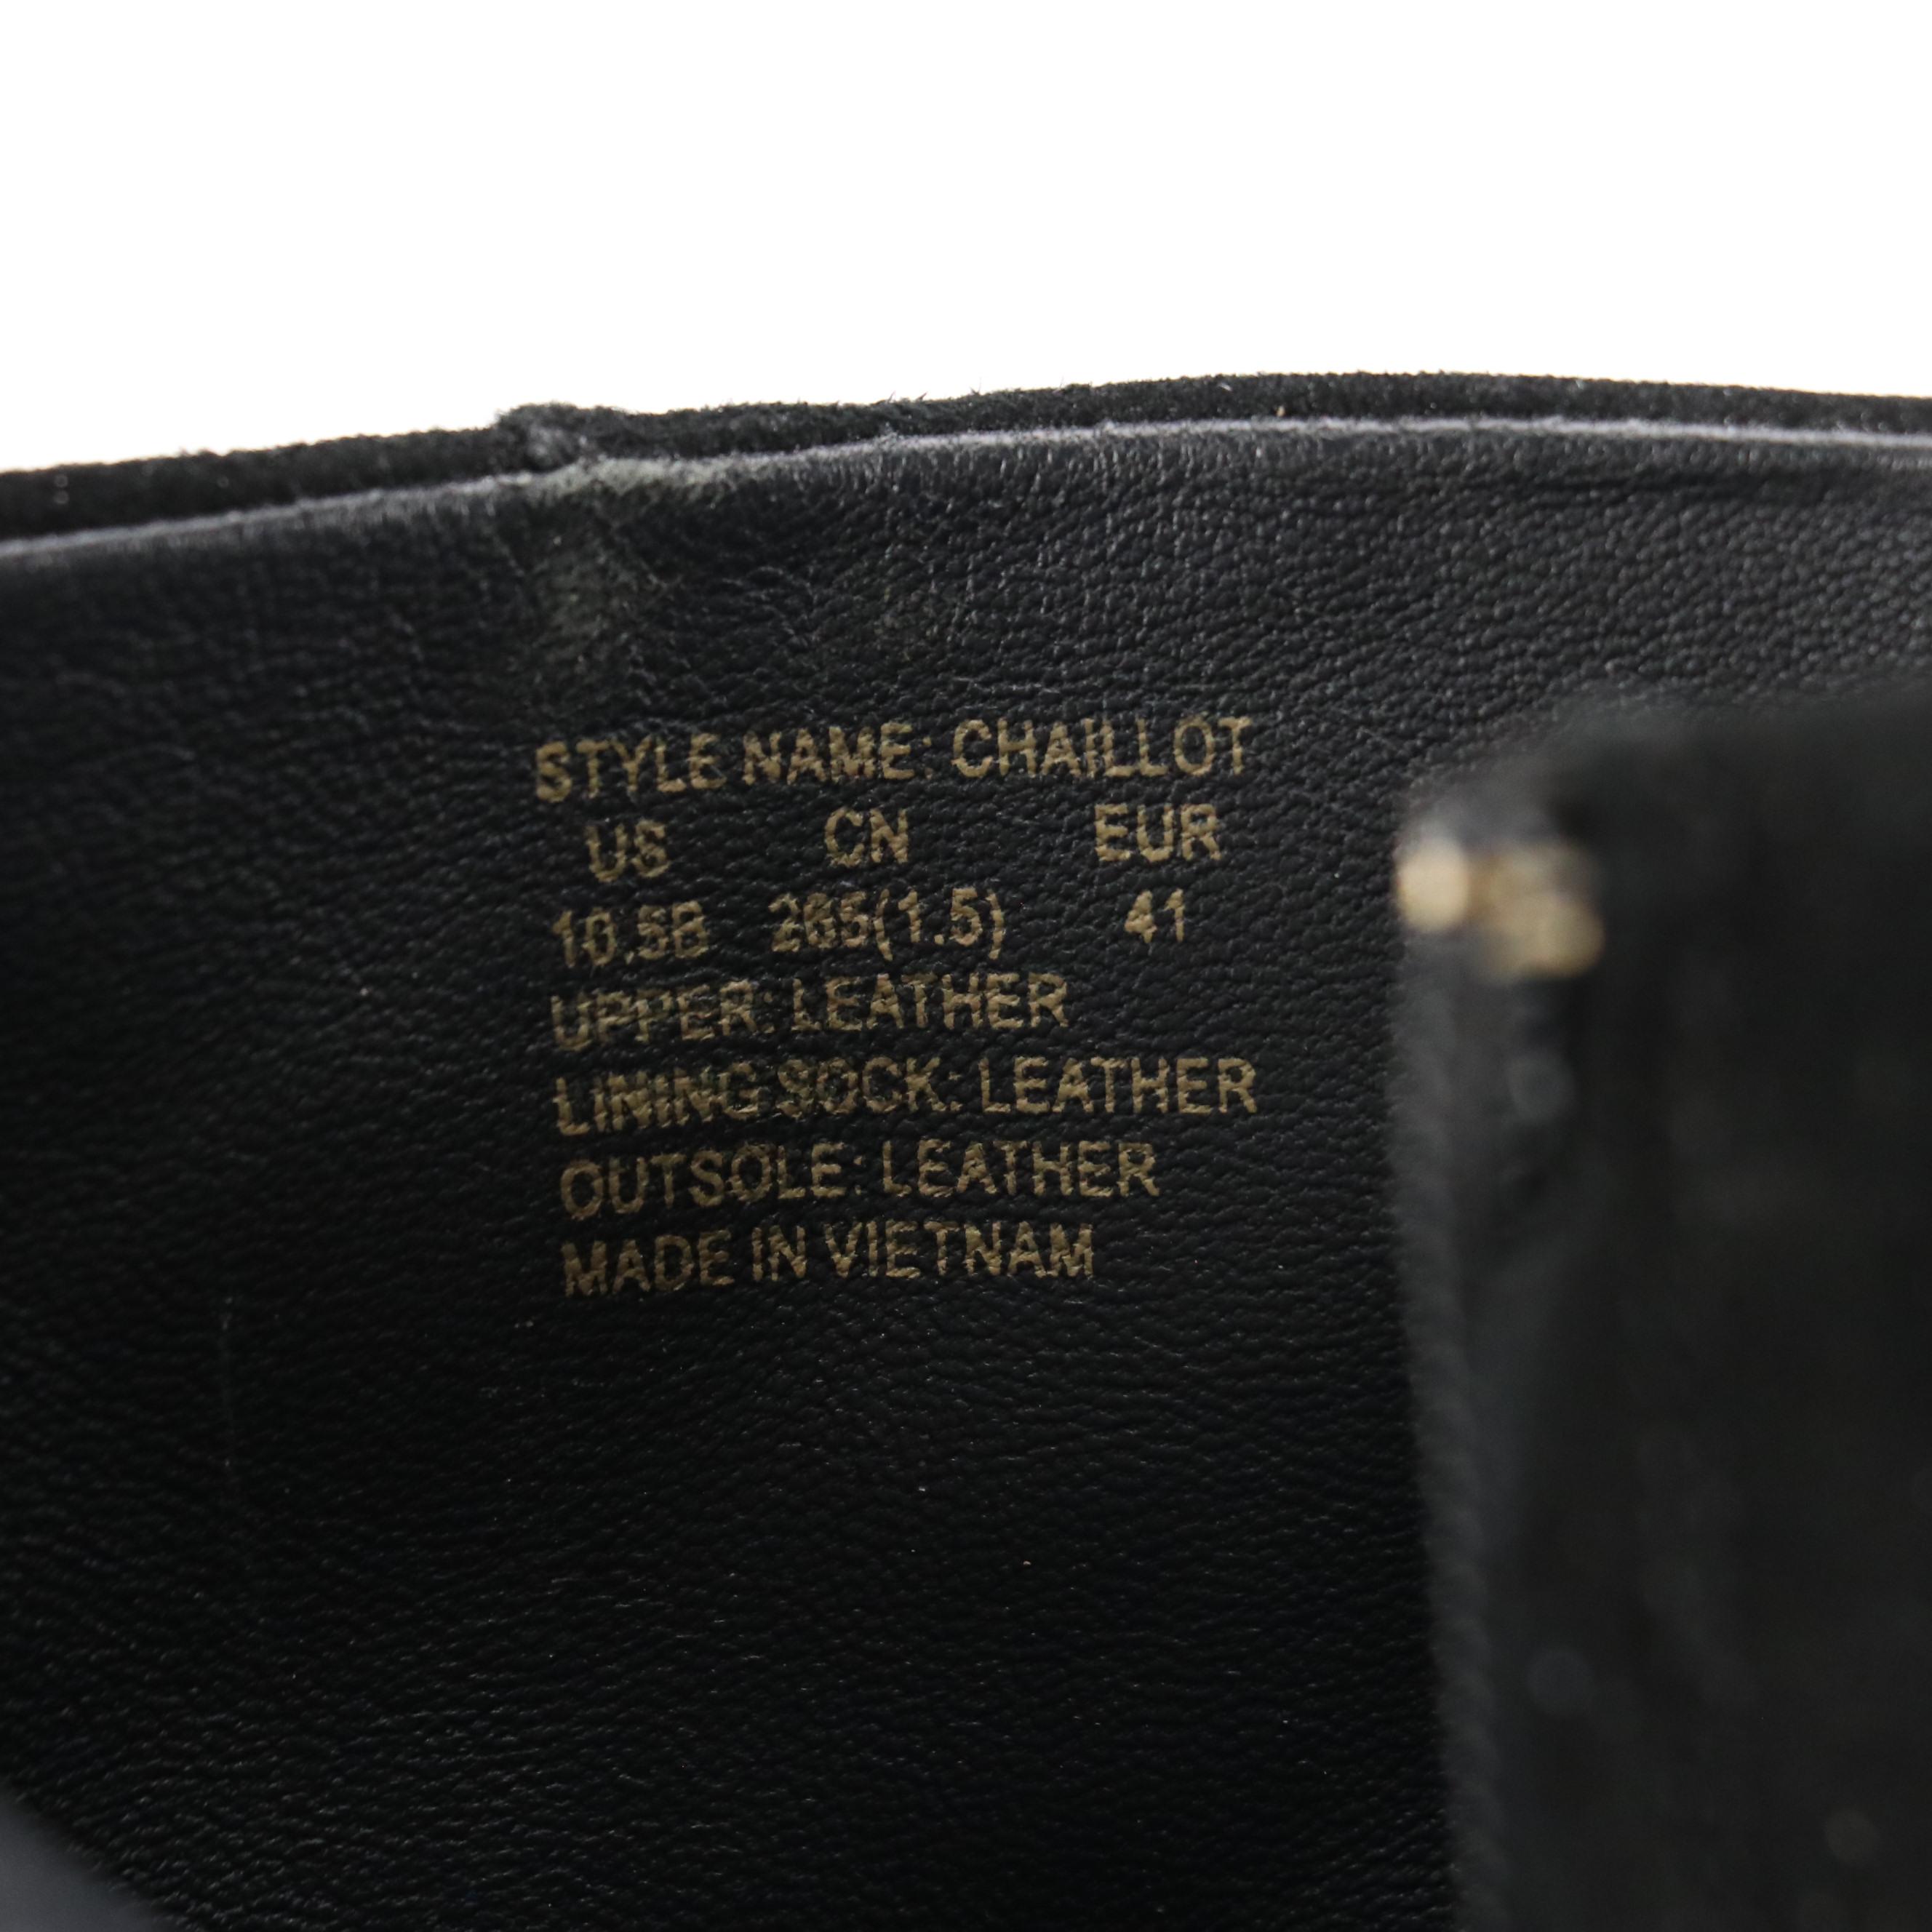 STYLE NAME: CHAILLOT
US CN EUR
10.5B 265(1.5) 41
UPPER: LEATHER
LINING SOCK: LEATHER
OUTSOLE: LEATHER
MADE IN VIETNAM